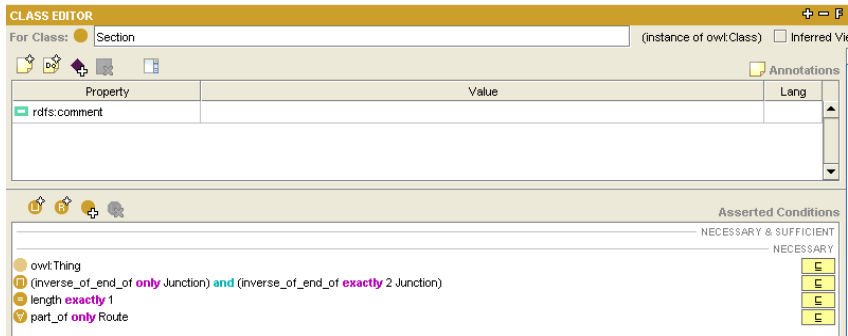 CLASS EDITOR
For Class: Section (instance of owl:Class) Inferred Vi
Annotations
Property Value Lang
rdfs:comment
Asserted Conditions
NECESSARY & SUFFICIENT
NECESSARY
owl:Thing
(inverse_of_end_of only Junction) and (inverse_of_end_of exactly 2 Junction)
length exactly 1
part_of only Route